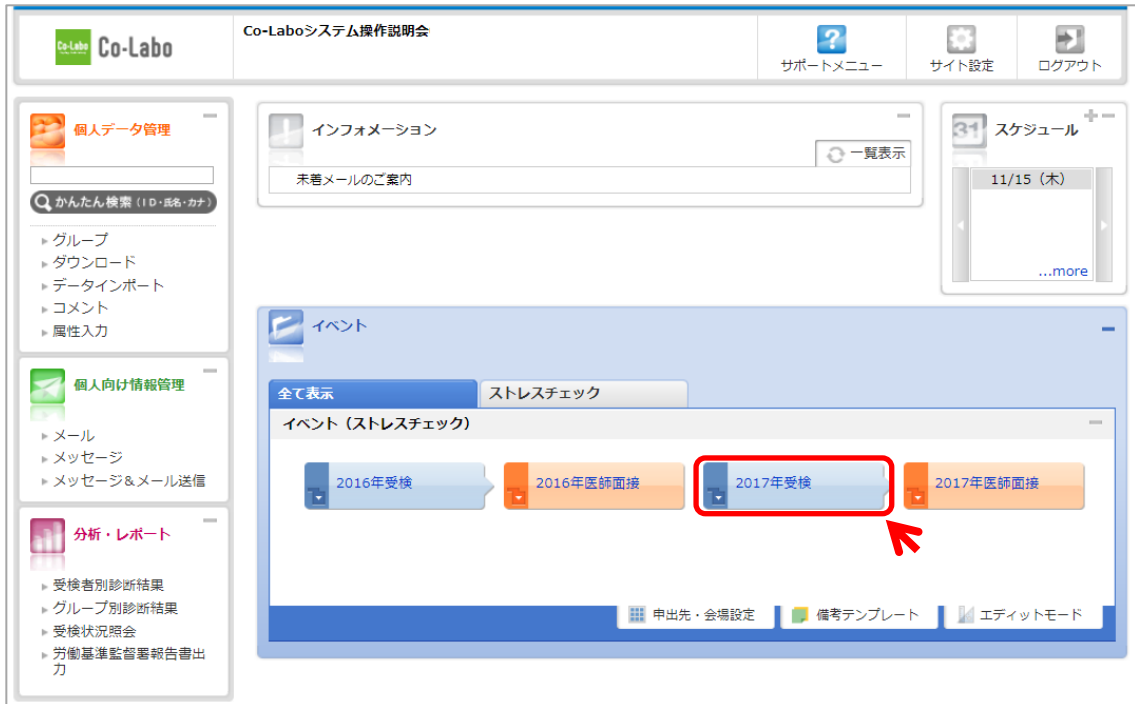 Co-Labo
Co-Labo
Co-Laboシステム操作説明会
?
サポートメニュー
サイト設定
ログアウト
個人データ管理
かんたん検索（ID・氏名・カナ）
グループ
ダウンロード
データインポート
コメント
属性入力
個人向け情報管理
メール
メッセージ
メッセージ＆メール送信
分析・レポート
受検者別診断結果
グループ別診断結果
受検状況照会
労働基準監督署報告書出
力
インフォメーション
一覧表示
未着メールのご案内
31
スケジュール
11/15（木）
...more
イベント
全て表示
ストレスチェック
イベント（ストレスチェック）
2016年受検
2016年医師面接
2017年受検
2017年医師面接
申出先・会場設定
備考テンプレート
エディットモード